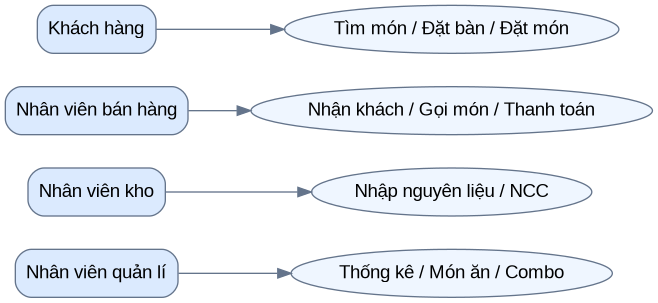 Khách hàng
Tìm món / Đặt bàn / Đặt món
Nhân viên bán hàng
Nhận khách / Gọi món / Thanh toán
Nhân viên kho
Nhập nguyên liệu / NCC
Nhân viên quản lí
Thống kê / Món ăn / Combo